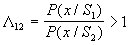 Λ₁₂ = P(x / S₁) / P(x / S₂) > 1